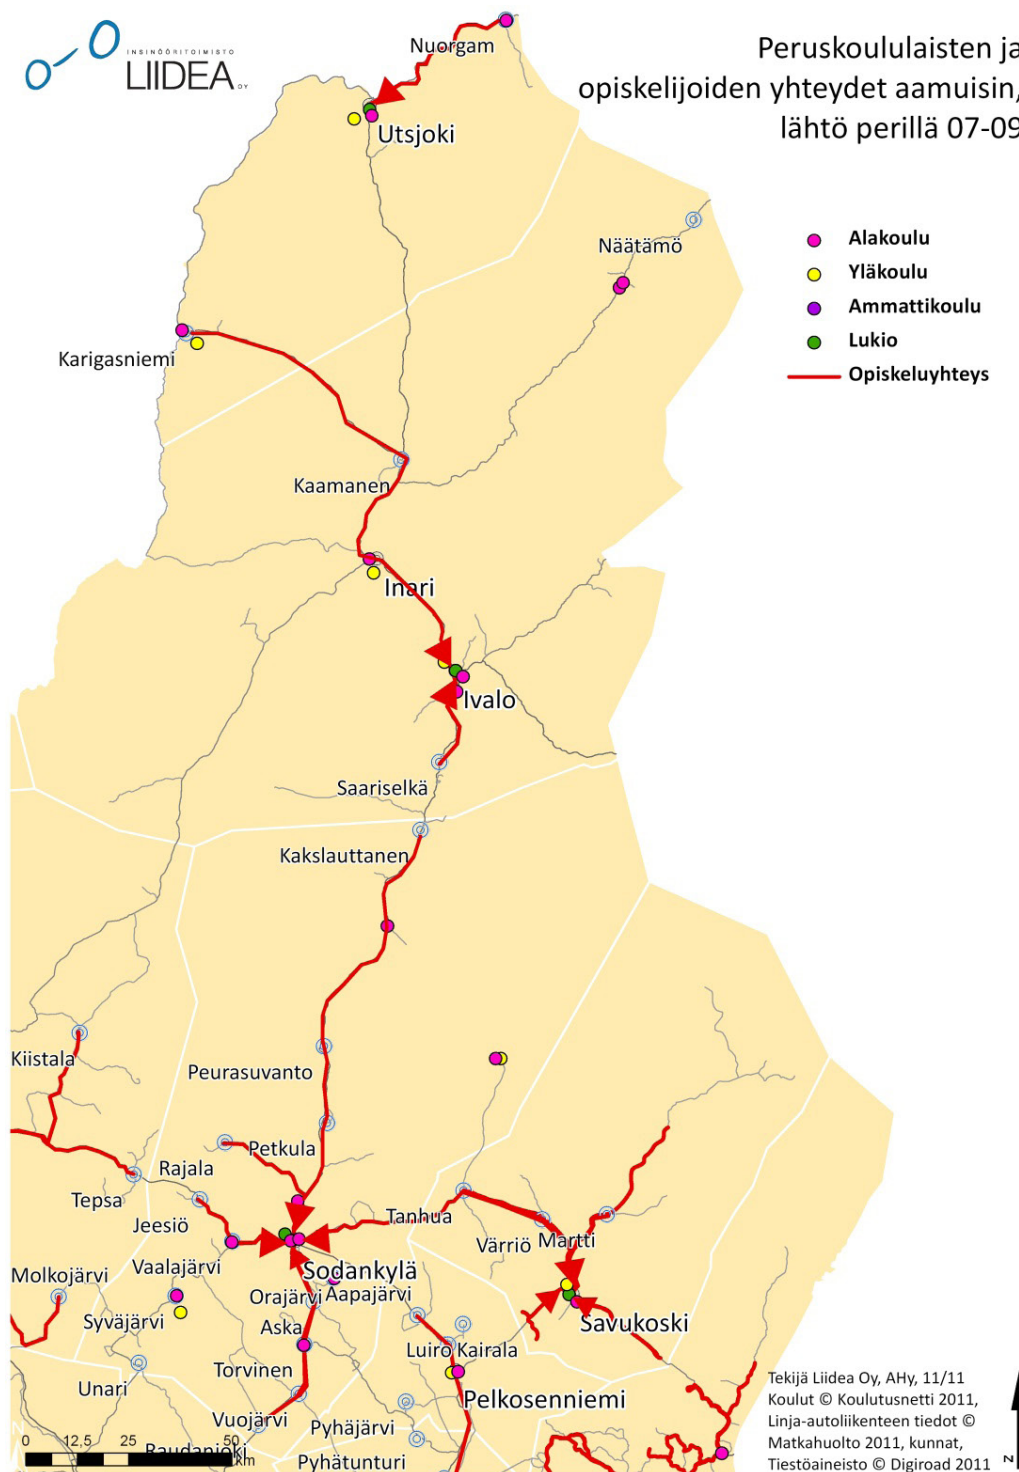 INSINÖÖRITOIMISTO
LIIDEA OY
Peruskoululaisten ja
opiskelijoiden yhteydet aamuisin,
lähtö perillä 07-09
Alakoulu
Yläkoulu
Ammattikoulu
Lukio
Opiskeluyhteys
Nuorgam
Utsjoki
Näätämö
Karigasniemi
Kaamanen
Inari
Ivalo
Saariselkä
Kakslauttanen
Kiistala
Peurasuvanto
Petkula
Rajala
Tepsa
Jeesiö
Tanhua
Värriö
Martti
Vaalajärvi
Sodankylä
Molkojärvi
Orajärvi
Aapajärvi
Syväjärvi
Aska
Savukoski
Luiro
Kairala
Torvinen
Unari
Pelkosenniemi
Vuojärvi
Pyhäjärvi
Raudanjoki
Pyhätunturi
0 12,5 25 50
km
Tekijä Liidea Oy, AHy, 11/11
Koulut © Koulutusnetti 2011,
Linja-autoliikenteen tiedot ©
Matkahuolto 2011, kunnat,
Tiestöaineisto © Digiroad 2011
N